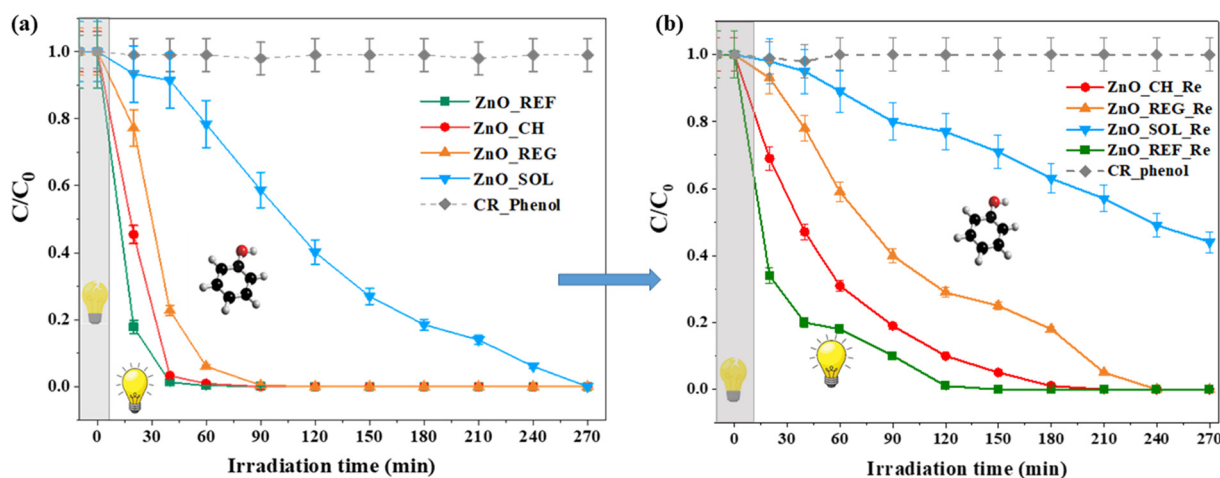 (a)
C/C0
1.0
0.8
0.6
0.4
0.2
0.0
ZnO_REF
ZnO_CH
ZnO_REG
ZnO_SOL
CR_Phenol
0 30 60 90 120 150 180 210 240 270
Irradiation time (min)
(b)
C/C0
1.0
0.8
0.6
0.4
0.2
0.0
ZnO_CH_Re
ZnO_REG_Re
ZnO_SOL_Re
ZnO_REF_Re
CR_phenol
0 30 60 90 120 150 180 210 240 270
Irradiation time (min)